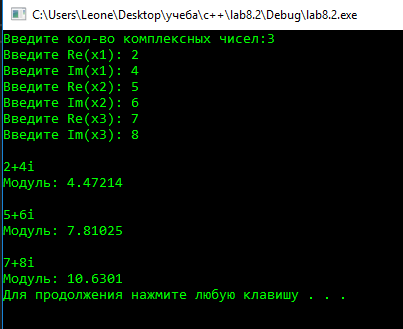 C:\Users\Leone\Desktop\учеба\c++\lab8.2\Debug\lab8.2.exe
Введите кол-во комплексных чисел:3
Введите Re(x1): 2
Введите Im(x1): 4
Введите Re(x2): 5
Введите Im(x2): 6
Введите Re(x3): 7
Введите Im(x3): 8
2+4i
Модуль: 4.47214
5+6i
Модуль: 7.81025
7+8i
Модуль: 10.6301
Для продолжения нажмите любую клавишу . . .